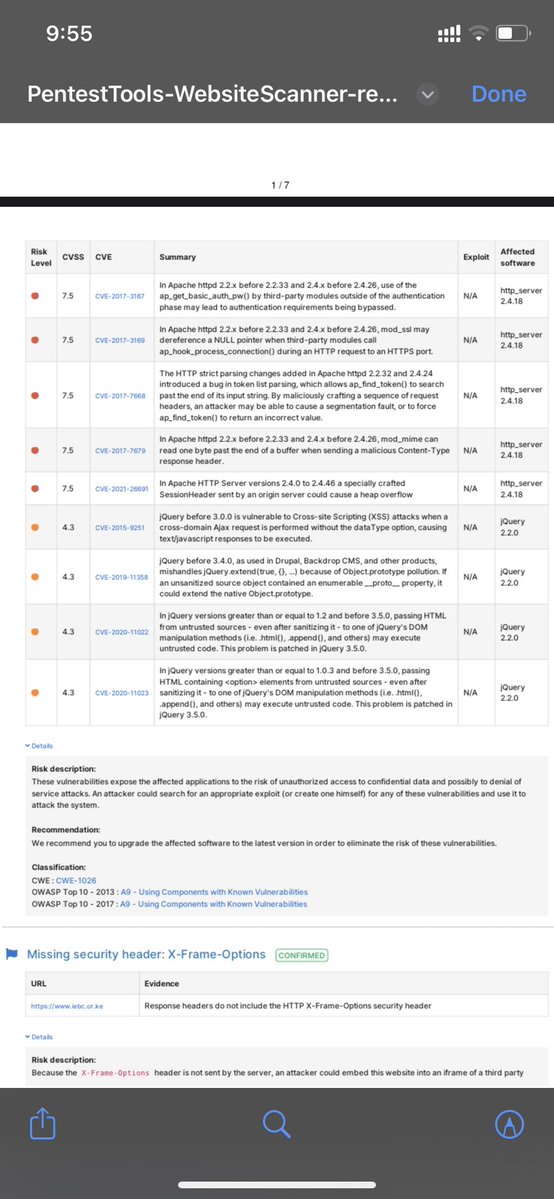 9:55
PentestTools-WebsiteScanner-re...
Done
1 / 7
Risk Level CVSS CVE Summary Exploit Affected software
7.5 CVE-2017-3167 In Apache httpd 2.2.x before 2.2.33 and 2.4.x before 2.4.26, use of the ap_get_basic_auth_pw() by third-party modules outside of the authentication phase may lead to authentication requirements being bypassed. N/A http_server 2.4.18
7.5 CVE-2017-3169 In Apache httpd 2.2.x before 2.2.33 and 2.4.x before 2.4.26, mod_ssl may dereference a NULL pointer when third-party modules call ap_hook_process_connection() during an HTTP request to an HTTPS port. N/A http_server 2.4.18
7.5 CVE-2017-7668 The HTTP strict parsing changes added in Apache httpd 2.2.32 and 2.4.24 introduced a bug in token list parsing, which allows ap_find_token() to search past the end of its input string. By maliciously crafting a sequence of request headers, an attacker may be able to cause a segmentation fault, or to force ap_find_token() to return an incorrect value. N/A http_server 2.4.18
7.5 CVE-2017-7679 In Apache httpd 2.2.x before 2.2.33 and 2.4.x before 2.4.26, mod_mime can read one byte past the end of a buffer when sending a malicious Content-Type response header. N/A http_server 2.4.18
7.5 CVE-2021-26691 In Apache HTTP Server versions 2.4.0 to 2.4.46 a specially crafted SessionHeader sent by an origin server could cause a heap overflow N/A http_server 2.4.18
4.3 CVE-2015-9251 jQuery before 3.0.0 is vulnerable to Cross-site Scripting (XSS) attacks when a cross-domain Ajax request is performed without the dataType option, causing text/javascript responses to be executed. N/A jQuery 2.2.0
4.3 CVE-2019-11358 jQuery before 3.4.0, as used in Drupal, Backdrop CMS, and other products, mishandles jQuery.extend(true, {}, ...) because of Object.prototype pollution. If an unsanitized source object contained an enumerable __proto__ property, it could extend the native Object.prototype. N/A jQuery 2.2.0
4.3 CVE-2020-11022 In jQuery versions greater than or equal to 1.2 and before 3.5.0, passing HTML from untrusted sources - even after sanitizing it - to one of jQuery's DOM manipulation methods (i.e. .html(), .append(), and others) may execute untrusted code. This problem is patched in jQuery 3.5.0. N/A jQuery 2.2.0
4.3 CVE-2020-11023 In jQuery versions greater than or equal to 1.0.3 and before 3.5.0, passing HTML containing <option> elements from untrusted sources - even after sanitizing it - to one of jQuery's DOM manipulation methods (i.e. .html(), .append(), and others) may execute untrusted code. This problem is patched in jQuery 3.5.0. N/A jQuery 2.2.0
Details
Risk description:
These vulnerabilities expose the affected applications to the risk of unauthorized access to confidential data and possibly to denial of
service attacks. An attacker could search for an appropriate exploit (or create one himself) for any of these vulnerabilities and use it to
attack the system.
Recommendation:
We recommend you to upgrade the affected software to the latest version in order to eliminate the risk of these vulnerabilities.
Classification:
CWE : CWE-1026
OWASP Top 10 - 2013 : A9 - Using Components with Known Vulnerabilities
OWASP Top 10 - 2017 : A9 - Using Components with Known Vulnerabilities
Missing security header: X-Frame-Options CONFIRMED
URL Evidence
https://www.iebc.or.ke Response headers do not include the HTTP X-Frame-Options security header
Details
Risk description:
Because the X-Frame-Options header is not sent by the server, an attacker could embed this website into an iframe of a third party